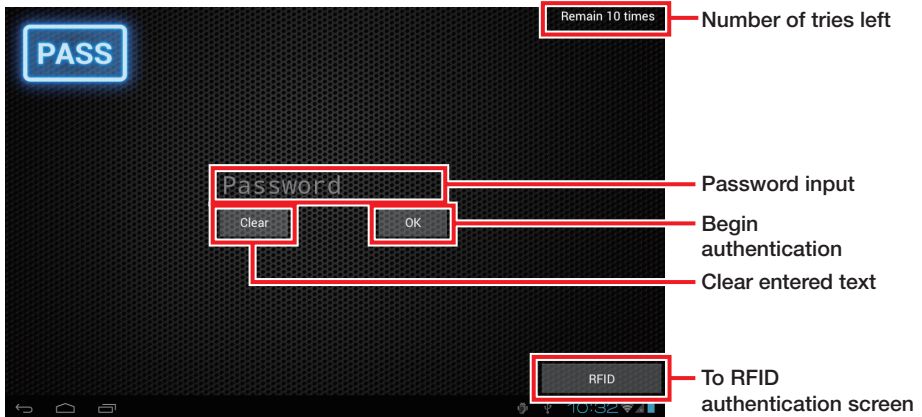 Remain 10 times
Number of tries left
PASS
Password
Password input
Clear
OK
Begin
authentication
Clear entered text
RFID
To RFID
authentication screen
10:32